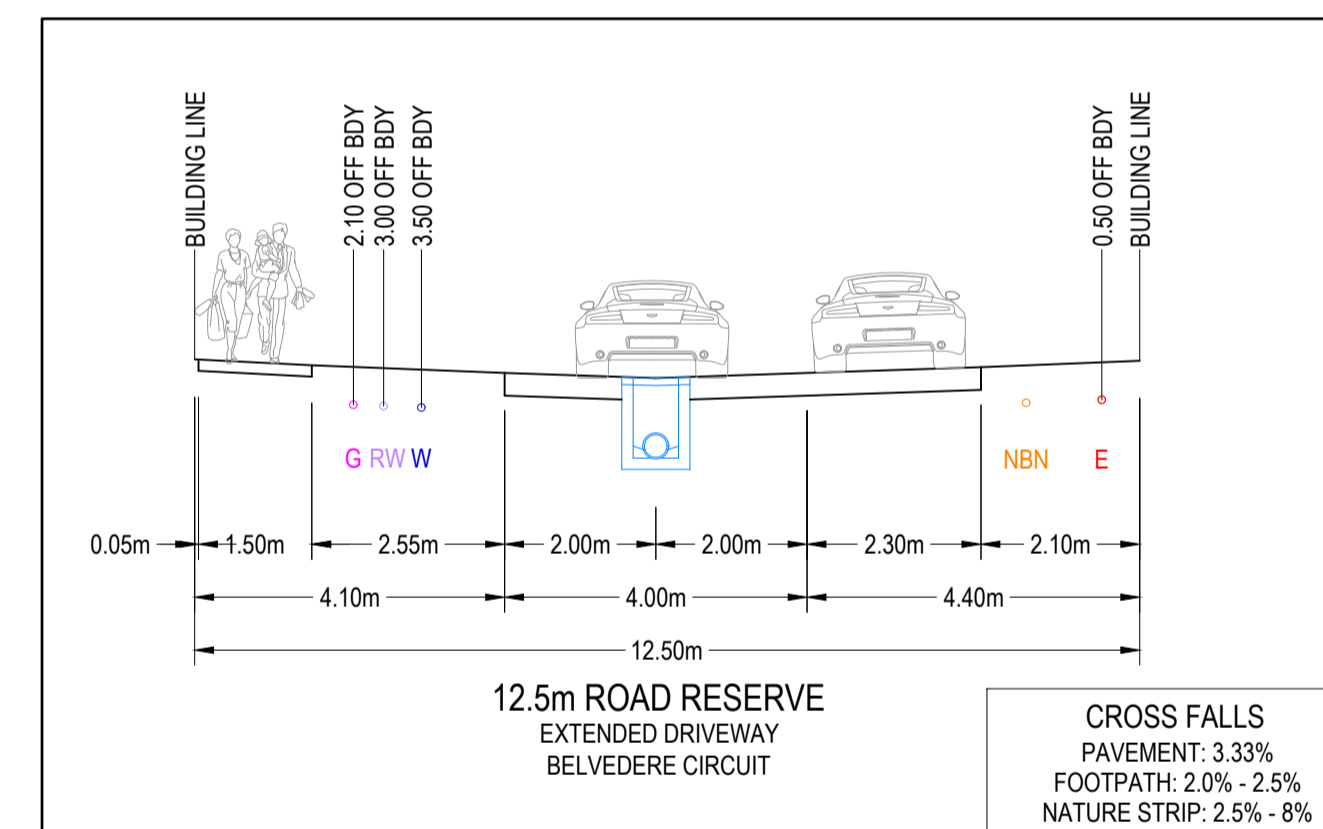 BUILDING LINE
2.10 OFF BDY
3.00 OFF BDY
3.50 OFF BDY
0.50 OFF BDY
BUILDING LINE
G RW W
NBN E
0.05m 1.50m 2.55m 2.00m 2.00m 2.30m 2.10m
4.10m 4.00m 4.40m
12.50m
12.5m ROAD RESERVE
EXTENDED DRIVEWAY
BELVEDERE CIRCUIT
CROSS FALLS
PAVEMENT: 3.33%
FOOTPATH: 2.0% - 2.5%
NATURE STRIP: 2.5% - 8%